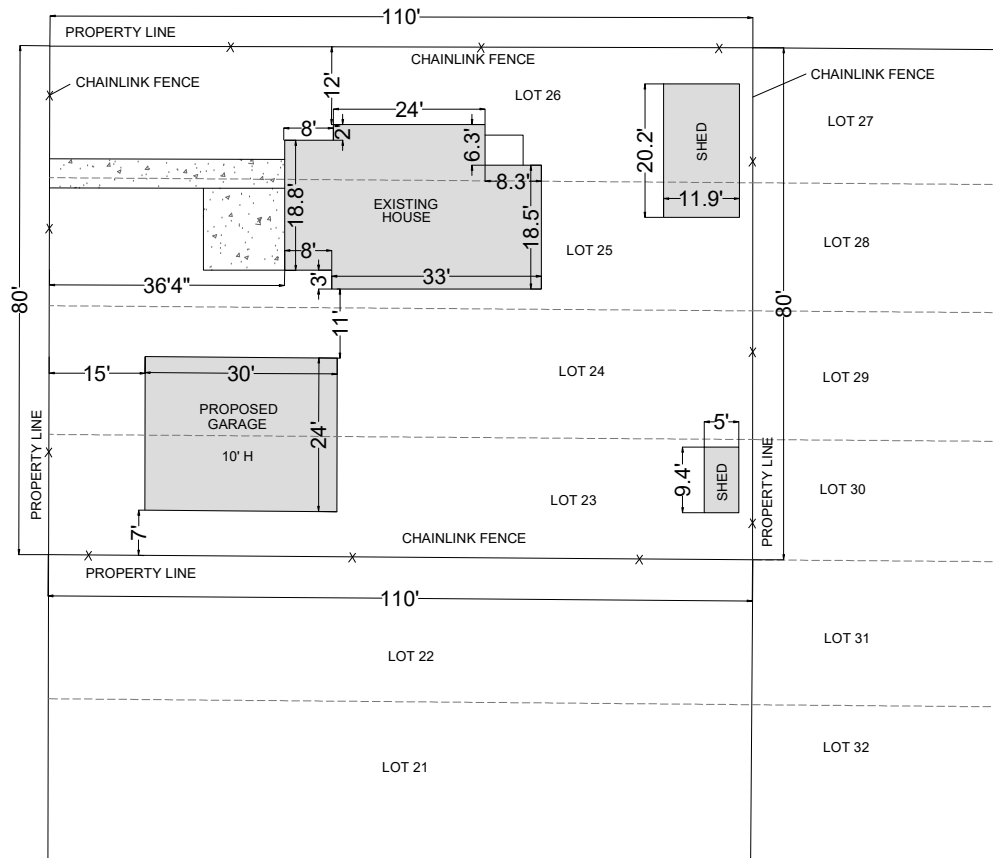 110'
PROPERTY LINE
CHAINLINK FENCE
CHAINLINK FENCE
CHAINLINK FENCE
12'
LOT 26
LOT 27
24'
8'
2'
6.3'
20.2'
SHED
11.9'
8.3'
18.8'
EXISTING
HOUSE
18.5'
LOT 25
LOT 28
8'
3'
33'
36'4"
80'
80'
11'
15'
30'
LOT 24
LOT 29
PROPOSED
GARAGE
10' H
24'
5'
9.4'
SHED
PROPERTY LINE
PROPERTY LINE
LOT 23
LOT 30
7'
CHAINLINK FENCE
PROPERTY LINE
110'
LOT 22
LOT 31
LOT 21
LOT 32